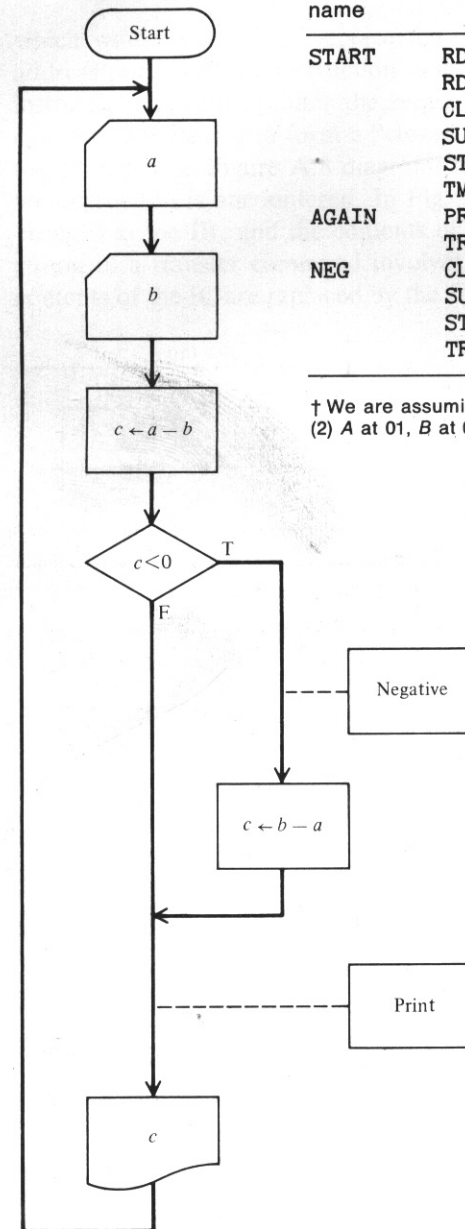 Start
a
b
c ← a − b
c<0
T
F
Negative
c ← b − a
Print
c
name
START RD
RD
CL
SU
ST
TM
AGAIN PR
TR
NEG CL
SU
ST
TR
† We are assumi
(2) A at 01, B at